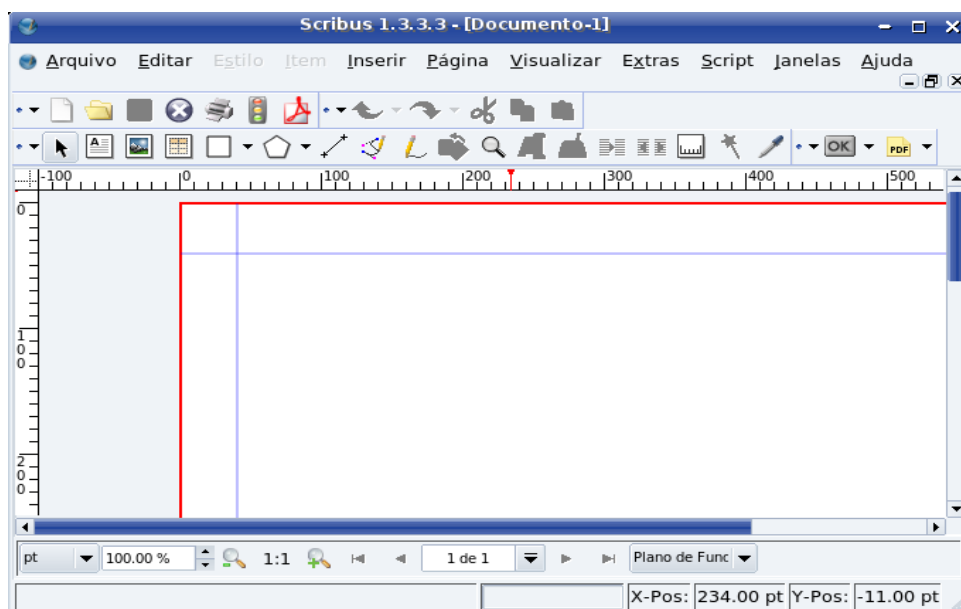 Scribus 1.3.3.3 - [Documento-1]
Arquivo Editar Estilo Item Inserir Página Visualizar Extras Script Janelas Ajuda
OK PDF
-100 0 100 200 300 400 500
0
100
200
pt 100.00 % 1:1 1 de 1 Plano de Func
X-Pos: 234.00 pt Y-Pos: -11.00 pt